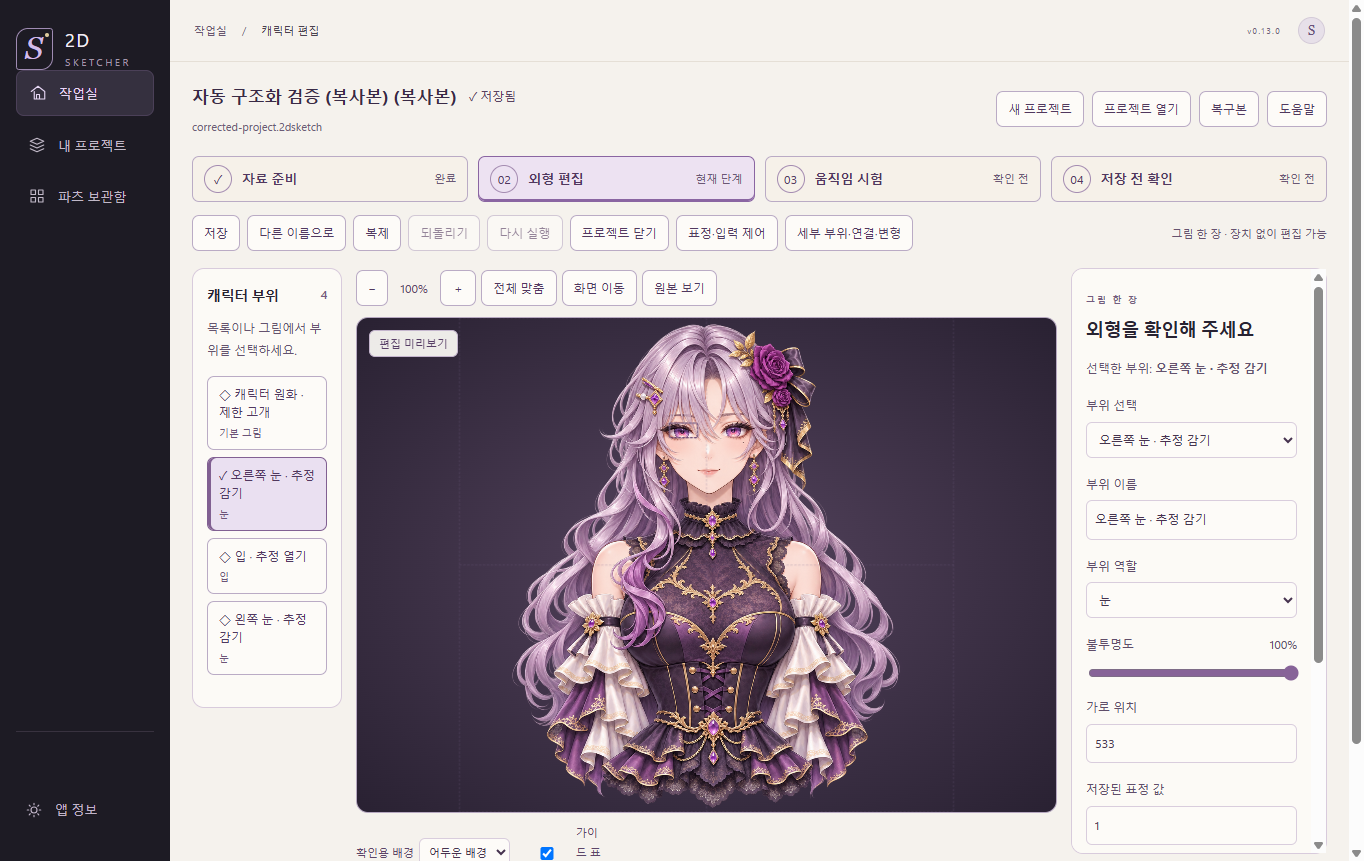 S
2D
SKETCHER
작업실
내 프로젝트
파츠 보관함
앱 정보
작업실 / 캐릭터 편집
v0.13.0
S
자동 구조화 검증 (복사본) (복사본) ✓ 저장됨
corrected-project.2dsketch
새 프로젝트
프로젝트 열기
복구본
도움말
✓ 자료 준비 완료
02 외형 편집 현재 단계
03 움직임 시험 확인 전
04 저장 전 확인 확인 전
저장
다른 이름으로
복제
되돌리기
다시 실행
프로젝트 닫기
표정·입력 제어
세부 부위·연결·변형
그림 한 장 · 장치 없이 편집 가능
캐릭터 부위 4
목록이나 그림에서 부
위를 선택하세요.
◇ 캐릭터 원화 ·
제한 고개
기본 그림
✓ 오른쪽 눈 · 추정
감기
눈
◇ 입 · 추정 열기
입
◇ 왼쪽 눈 · 추정
감기
눈
−
100%
+
전체 맞춤
화면 이동
원본 보기
편집 미리보기
확인용 배경
어두운 배경
가이
드 표
그림 한 장
외형을 확인해 주세요
선택한 부위: 오른쪽 눈 · 추정 감기
부위 선택
오른쪽 눈 · 추정 감기
부위 이름
오른쪽 눈 · 추정 감기
부위 역할
눈
불투명도 100%
가로 위치
533
저장된 표정 값
1